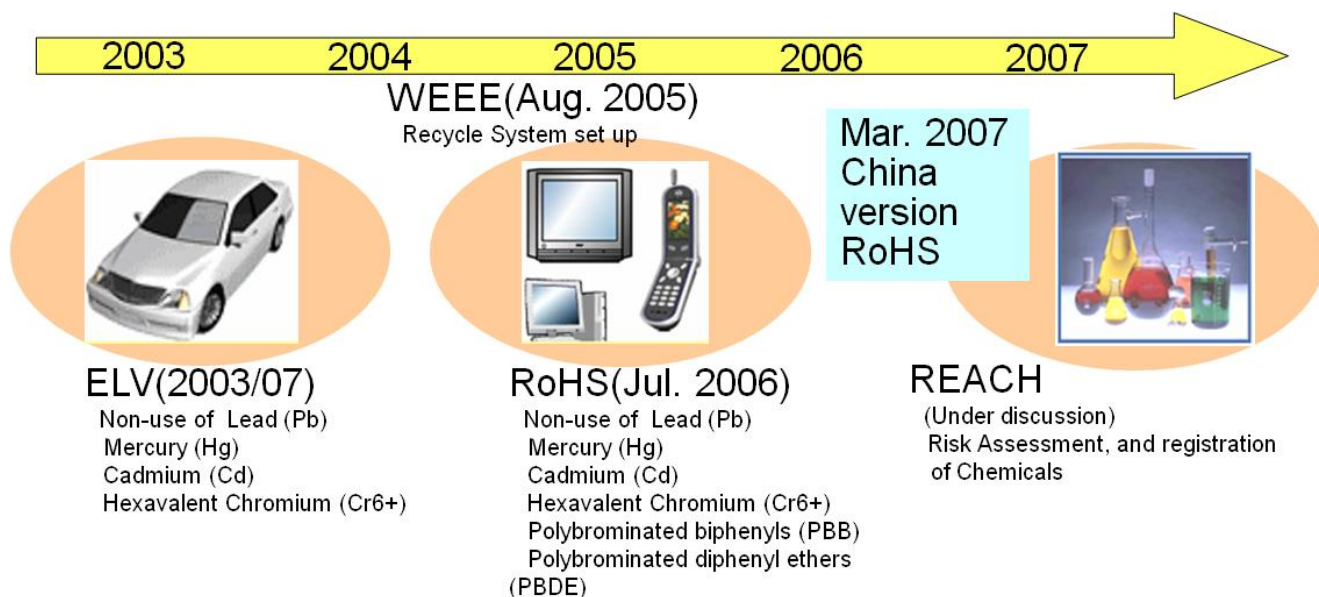 2003 2004 2005 2006 2007
WEEE(Aug. 2005)
Recycle System set up
Mar. 2007
China
version
RoHS
ELV(2003/07)
Non-use of Lead (Pb)
Mercury (Hg)
Cadmium (Cd)
Hexavalent Chromium (Cr6+)
RoHS(Jul. 2006)
Non-use of Lead (Pb)
Mercury (Hg)
Cadmium (Cd)
Hexavalent Chromium (Cr6+)
Polybrominated biphenyls (PBB)
Polybrominated diphenyl ethers
(PBDE)
REACH
(Under discussion)
Risk Assessment, and registration
of Chemicals